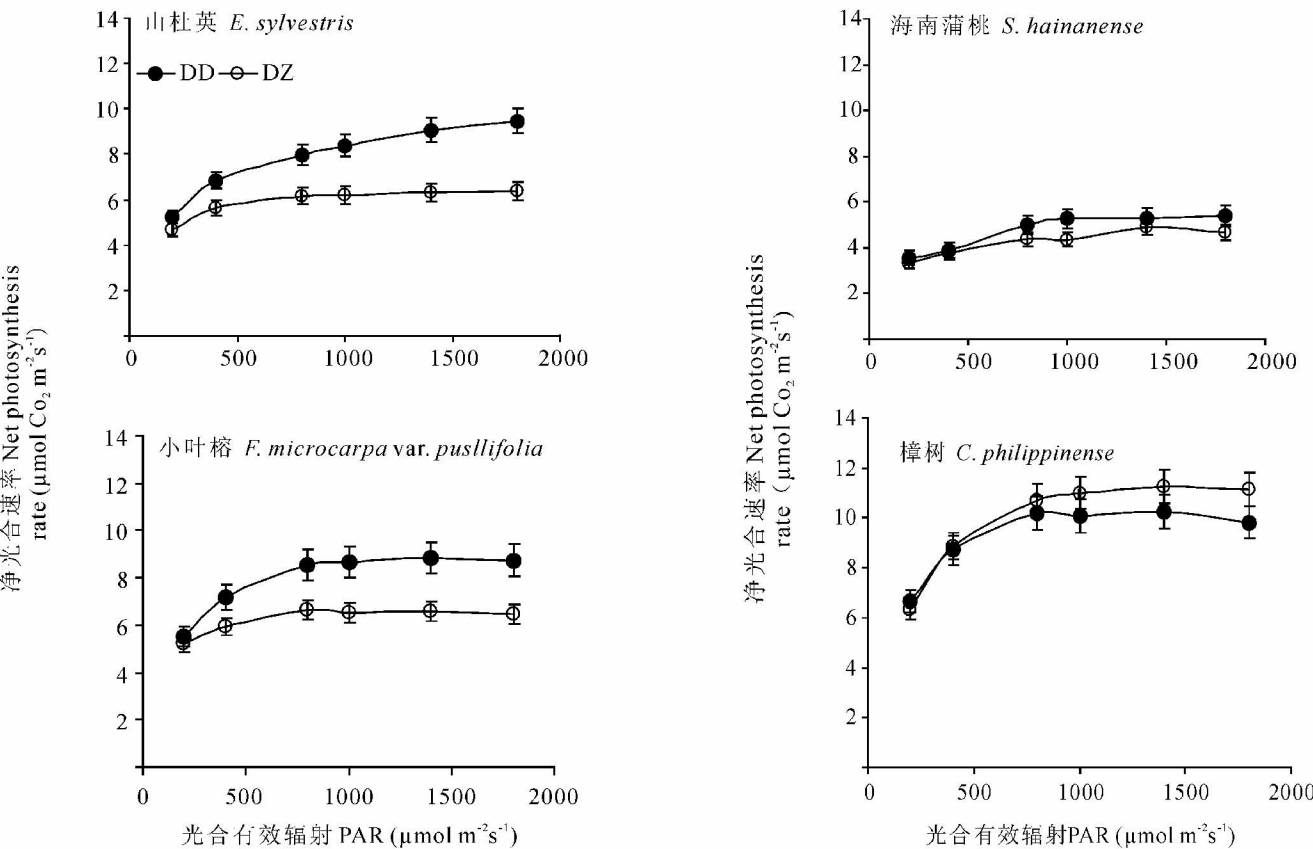 山杜英 E. sylvestris
DD DZ
14
12
10
8
6
4
2
0 500 1000 1500 2000
净光合速率 Net photosynthesis
rate (μmol Co₂ m⁻²s⁻¹)
海南蒲桃 S. hainanense
14
12
10
8
6
4
2
0 500 1000 1500 2000
净光合速率 Net photosynthesis
rate (μmol Co₂ m⁻²s⁻¹)
小叶榕 F. microcarpa var. pusllifolia
14
12
10
8
6
4
2
0 500 1000 1500 2000
光合有效辐射 PAR (μmol m⁻²s⁻¹)
樟树 C. philippinense
14
12
10
8
6
4
2
0 500 1000 1500 2000
光合有效辐射PAR (μmol m⁻²s⁻¹)